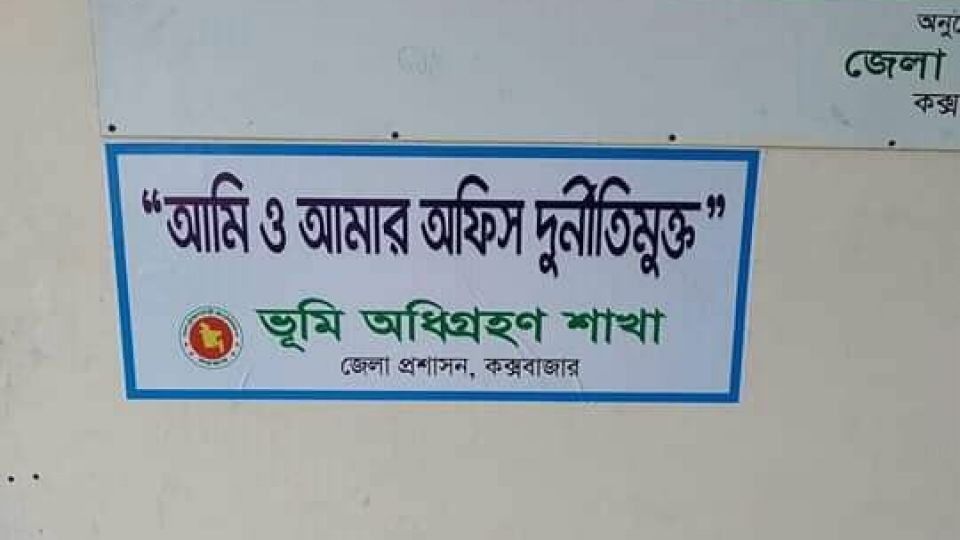 জেলা
"আমি ও আমার অফিস দুর্নীতিমুক্ত"
ভূমি অধিগ্রহণ শাখা
জেলা প্রশাসন, কক্সবাজার